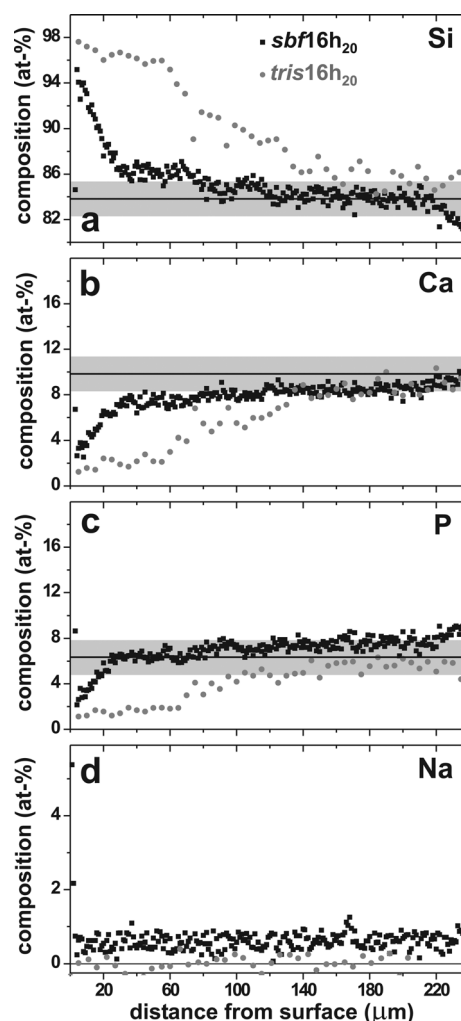 98
94
90
86
82
composition (at-%)
sbf16h20
tris16h20
Si
a
16
12
8
4
0
composition (at-%)
b
Ca
16
12
8
4
0
composition (at-%)
c
P
4
2
0
composition (at-%)
d
Na
20 60 100 140 180 220
distance from surface (μm)